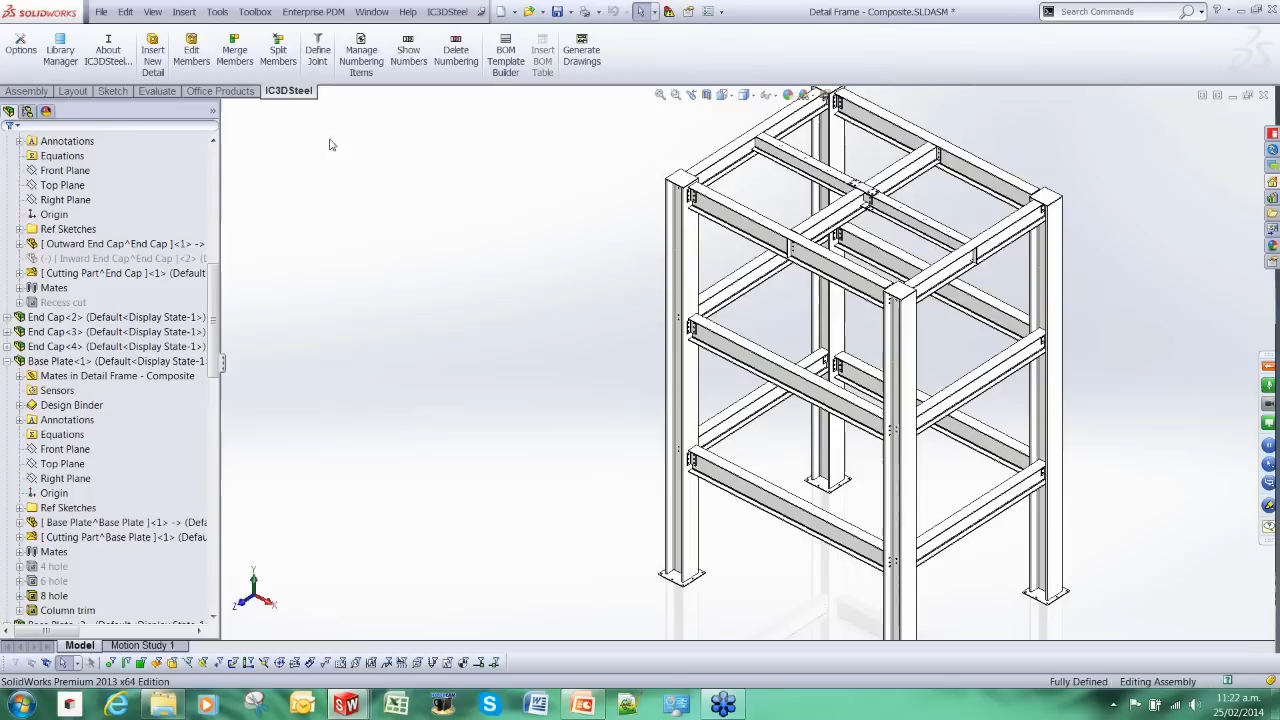 SOLIDWORKS File Edit View Insert Tools Toolbox Enterprise PDM Window Help IC3DSteel Detail Frame - Composite.SLDASM * Search Commands
Options Library Manager About IC3DSteel... Insert New Detail Edit Members Merge Members Split Members Define Joint Manage Numbering Items Show Numbers Delete Numbering BOM Template Builder Insert BOM Table Generate Drawings
Assembly Layout Sketch Evaluate Office Products IC3DSteel
Annotations
Equations
Front Plane
Top Plane
Right Plane
Origin
Ref Sketches
[ Outward End Cap^End Cap ]<1> ->
(-) [ Inward End Cap^End Cap ]<2> (D
[ Cutting Part^End Cap ]<1> (Default
Mates
Recess cut
End Cap<2> (Default<Display State-1>)
End Cap<3> (Default<Display State-1>)
End Cap<4> (Default<Display State-1>)
Base Plate<1> (Default<Display State-1>
Mates in Detail Frame - Composite
Sensors
Design Binder
Annotations
Equations
Front Plane
Top Plane
Right Plane
Origin
Ref Sketches
[ Base Plate^Base Plate ]<1> -> (Defa
[ Cutting Part^Base Plate ]<1> (Defau
Mates
4 hole
6 hole
8 hole
Column trim
Y
Z X
Model Motion Study 1
SolidWorks Premium 2013 x64 Edition Fully Defined Editing Assembly
11:22 a.m.
25/02/2014